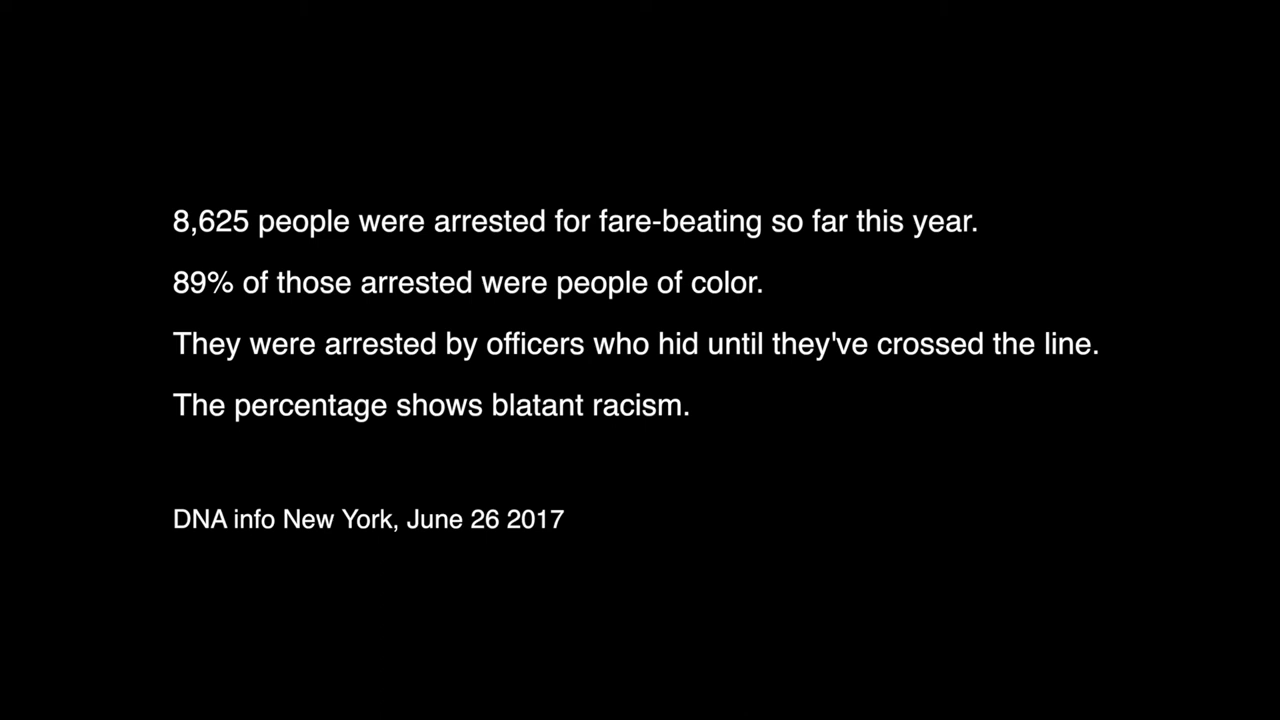 8,625 people were arrested for fare-beating so far this year.
89% of those arrested were people of color.
They were arrested by officers who hid until they've crossed the line.
The percentage shows blatant racism.
DNA info New York, June 26 2017